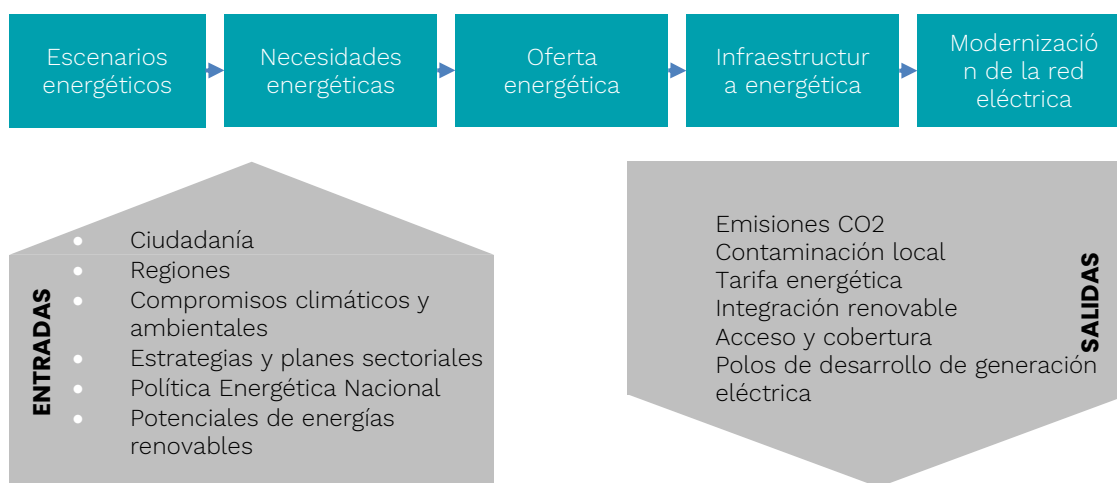 Escenarios
energéticos
Necesidades
energéticas
Oferta
energética
Infraestructur
a energética
Modernizació
n de la red
eléctrica
ENTRADAS
• Ciudadanía
• Regiones
• Compromisos climáticos y
ambientales
• Estrategias y planes sectoriales
• Política Energética Nacional
• Potenciales de energías
renovables
Emisiones CO2
Contaminación local
Tarifa energética
Integración renovable
Acceso y cobertura
Polos de desarrollo de generación
eléctrica
SALIDAS